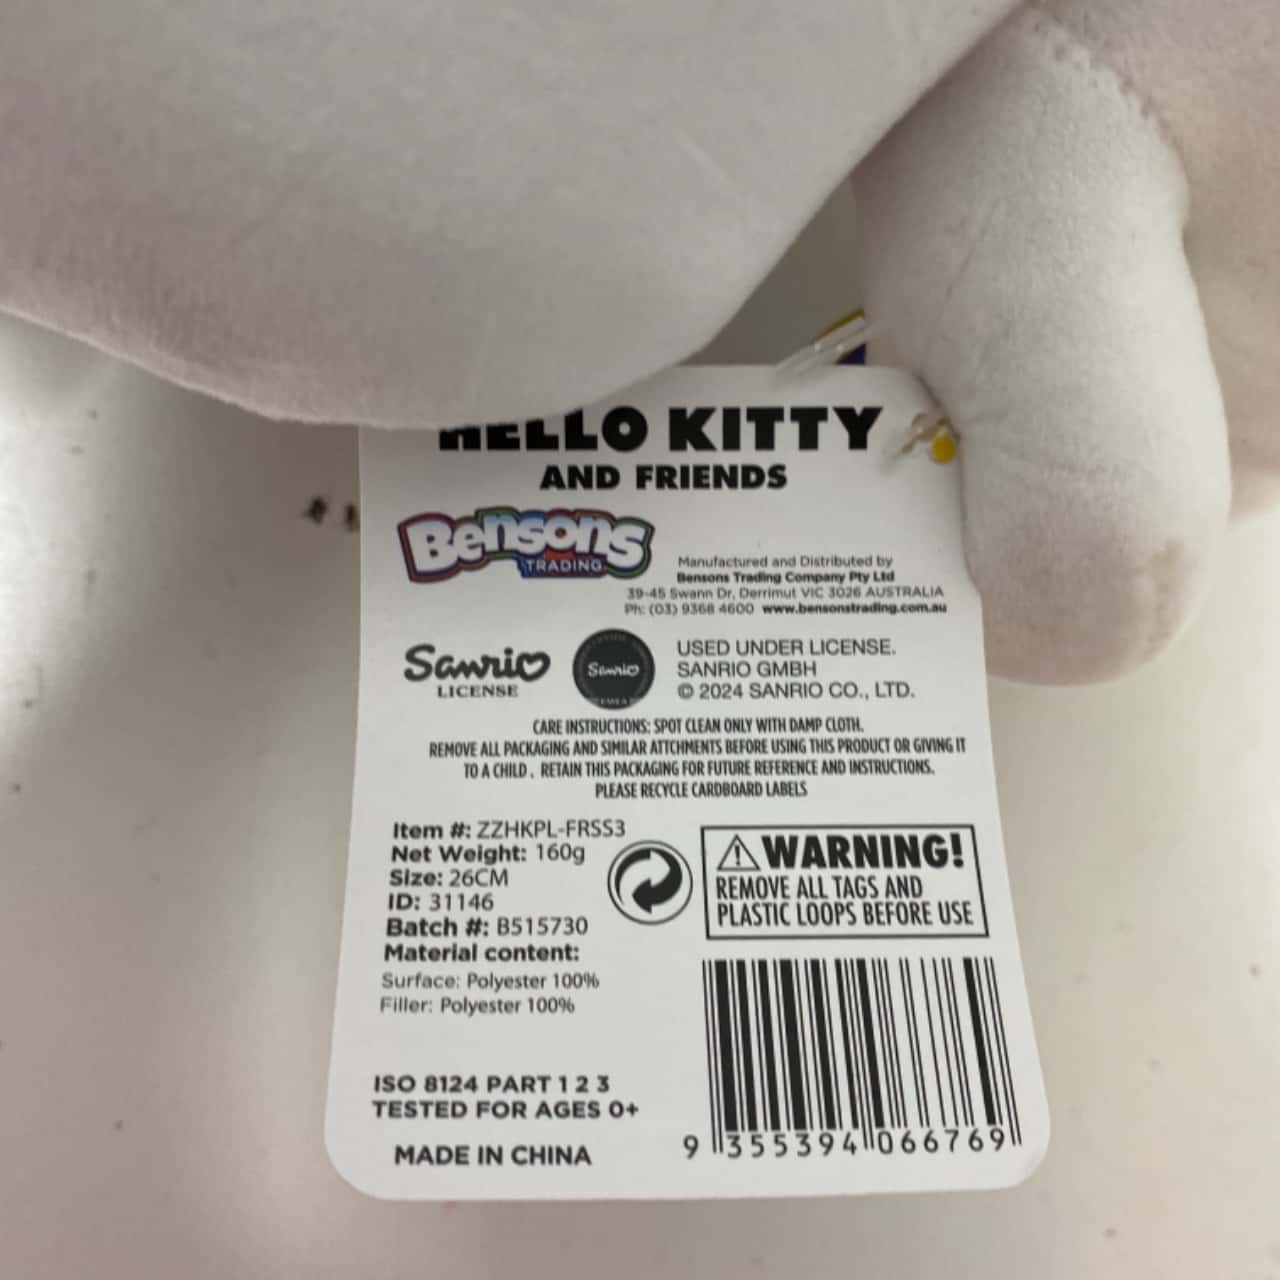 HELLO KITTY
AND FRIENDS
Bensons
TRADING
Manufactured and Distributed by
Bensons Trading Company Pty Ltd
39-45 Swann Dr, Derrimut VIC 3026 AUSTRALIA
Ph: (03) 9368 4600 www.bensonstrading.com.au
Sanrio
LICENSE
Sanrio
USED UNDER LICENSE.
SANRIO GMBH
© 2024 SANRIO CO., LTD.
CARE INSTRUCTIONS: SPOT CLEAN ONLY WITH DAMP CLOTH.
REMOVE ALL PACKAGING AND SIMILAR ATTCHMENTS BEFORE USING THIS PRODUCT OR GIVING IT
TO A CHILD . RETAIN THIS PACKAGING FOR FUTURE REFERENCE AND INSTRUCTIONS.
PLEASE RECYCLE CARDBOARD LABELS
Item #: ZZHKPL-FRSS3
Net Weight: 160g
Size: 26CM
ID: 31146
Batch #: B515730
Material content:
Surface: Polyester 100%
Filler: Polyester 100%
WARNING!
REMOVE ALL TAGS AND
PLASTIC LOOPS BEFORE USE
ISO 8124 PART 1 2 3
TESTED FOR AGES 0+
MADE IN CHINA
9 355394 066769